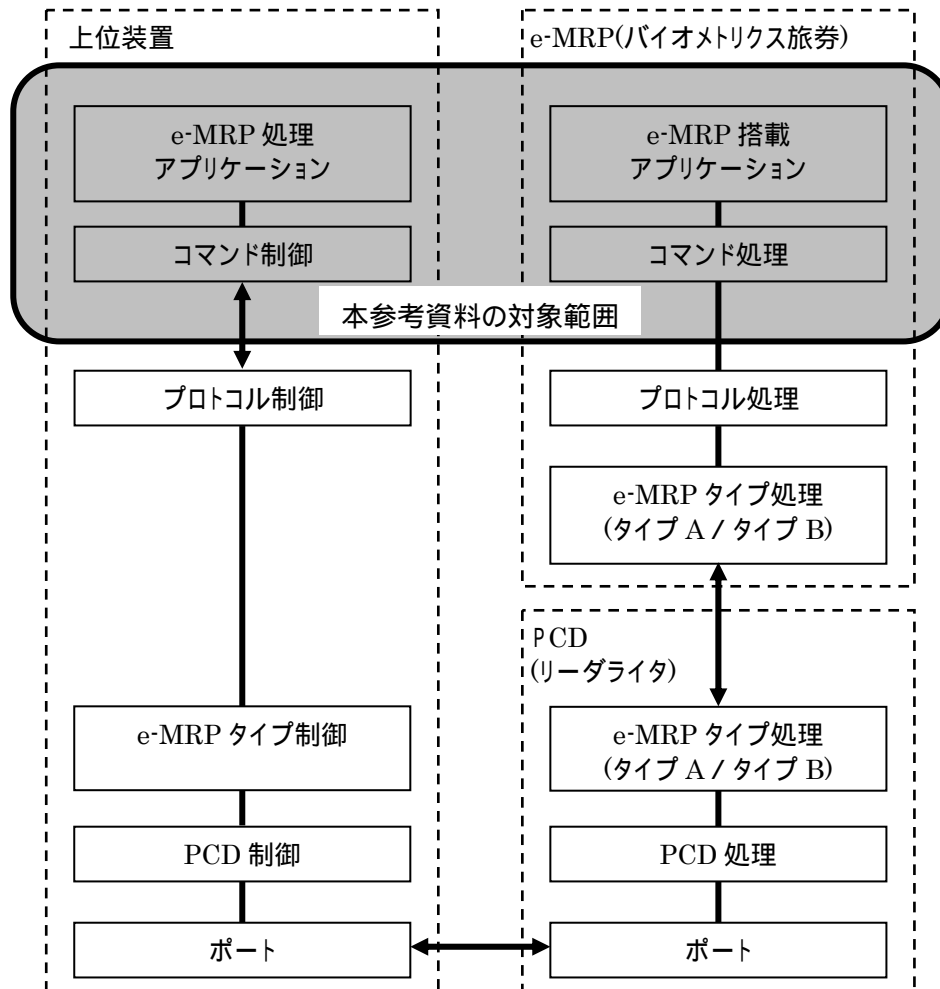 上位装置
e-MRP 処理
アプリケーション
コマンド制御
e-MRP(バイオメトリクス旅券)
e-MRP 搭載
アプリケーション
コマンド処理
本参考資料の対象範囲
プロトコル制御
プロトコル処理
e-MRP タイプ処理
(タイプ A / タイプ B)
PCD
(リーダライタ)
e-MRP タイプ制御
e-MRP タイプ処理
(タイプ A / タイプ B)
PCD 制御
PCD 処理
ポート
ポート